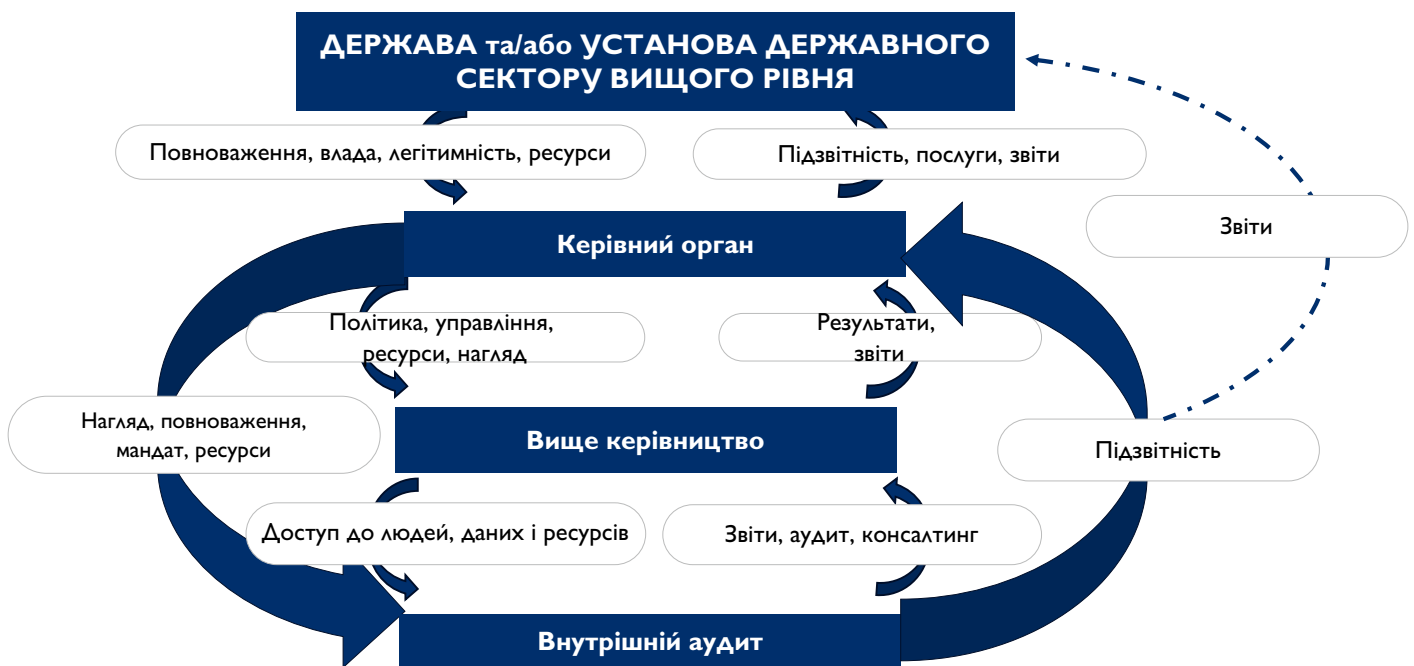 ДЕРЖАВА та/або УСТАНОВА ДЕРЖАВНОГО
СЕКТОРУ ВИЩОГО РІВНЯ
Повноваження, влада, легітимність, ресурси
Підзвітність, послуги, звіти
Звіти
Керівний орган
Політика, управління,
ресурси, нагляд
Результати,
звіти
Нагляд, повноваження,
мандат, ресурси
Вище керівництво
Підзвітність
Доступ до людей, даних і ресурсів
Звіти, аудит, консалтинг
Внутрішній аудит